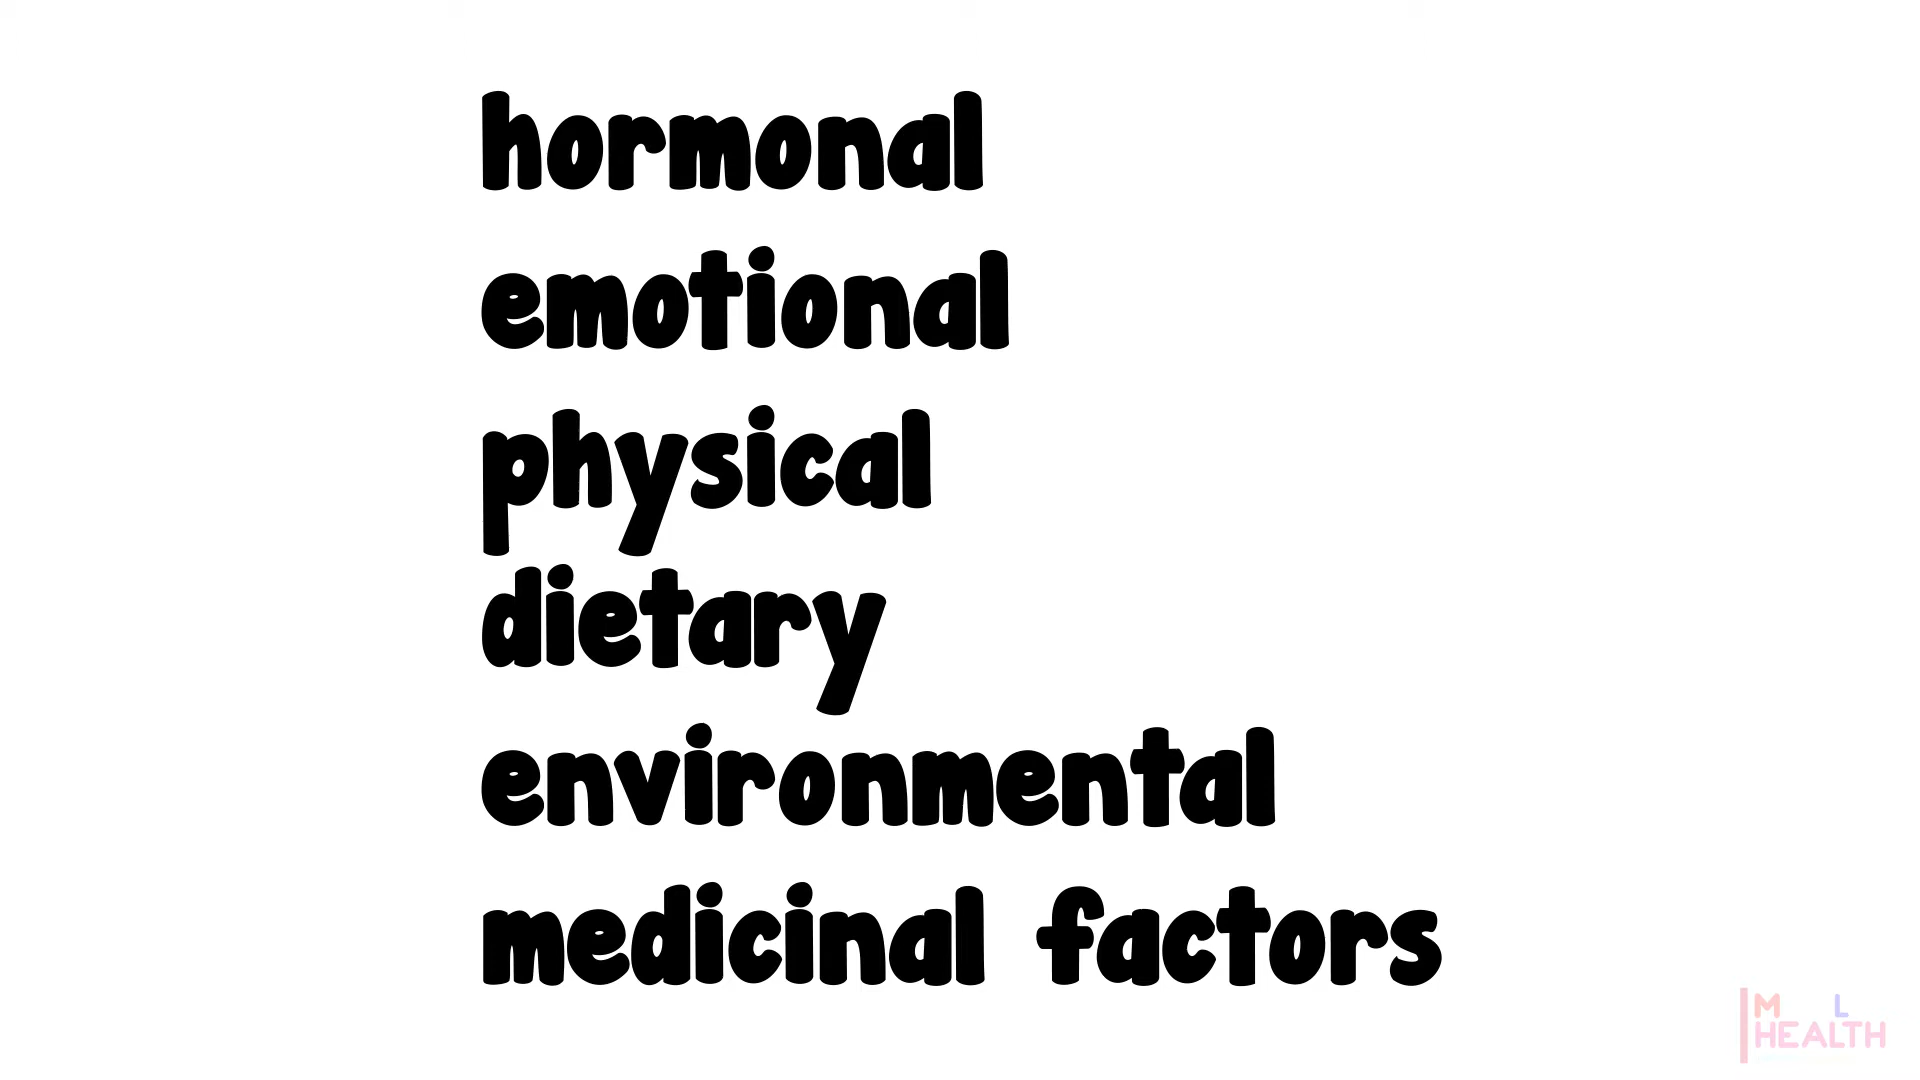 hormonal
emotional
physical
dietary
environmental
medicinal factors
M L
HEALTH